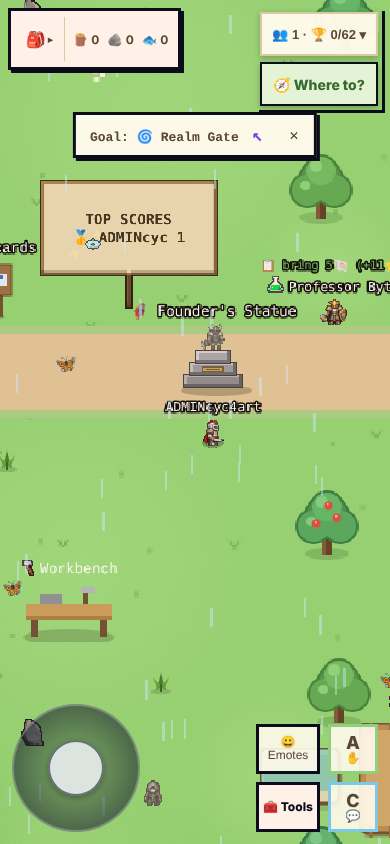 0 0 0
1 · 0/62
Where to?
Goal: Realm Gate
×
TOP SCORES
ADMINcyc 1
bring 5
Professor Byt
Founder's Statue
ADMINcyc4art
Workbench
Emotes
A
Tools
C